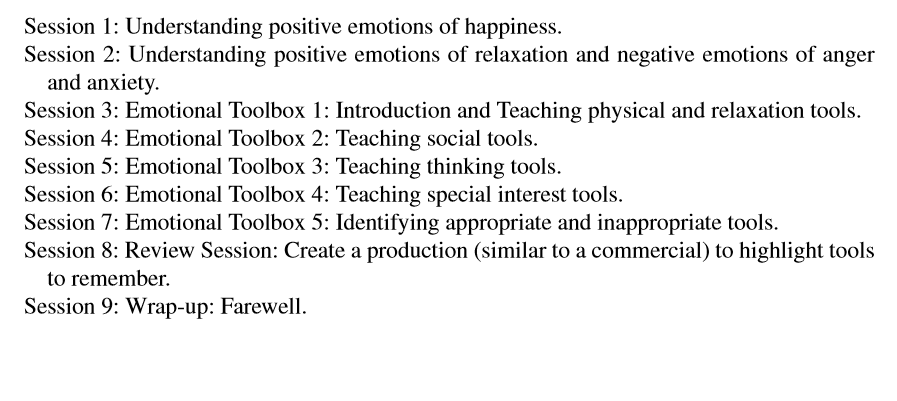 Session 1: Understanding positive emotions of happiness.
Session 2: Understanding positive emotions of relaxation and negative emotions of anger
and anxiety.
Session 3: Emotional Toolbox 1: Introduction and Teaching physical and relaxation tools.
Session 4: Emotional Toolbox 2: Teaching social tools.
Session 5: Emotional Toolbox 3: Teaching thinking tools.
Session 6: Emotional Toolbox 4: Teaching special interest tools.
Session 7: Emotional Toolbox 5: Identifying appropriate and inappropriate tools.
Session 8: Review Session: Create a production (similar to a commercial) to highlight tools
to remember.
Session 9: Wrap-up: Farewell.